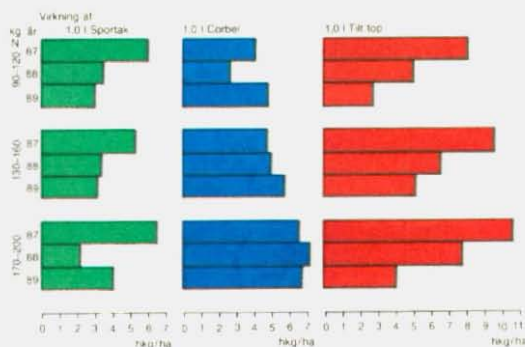 Virkning af
kg år 1,0 l Sportak 1,0 l Corbel 1,0 l Tilt top
90–120 N 87
88
89
130–160 87
88
89
170–200 87
88
89
0 1 2 3 4 5 6 7 0 1 2 3 4 5 6 7 0 1 2 3 4 5 6 7 8 9 10 11
hkg/ha hkg/ha hkg/ha